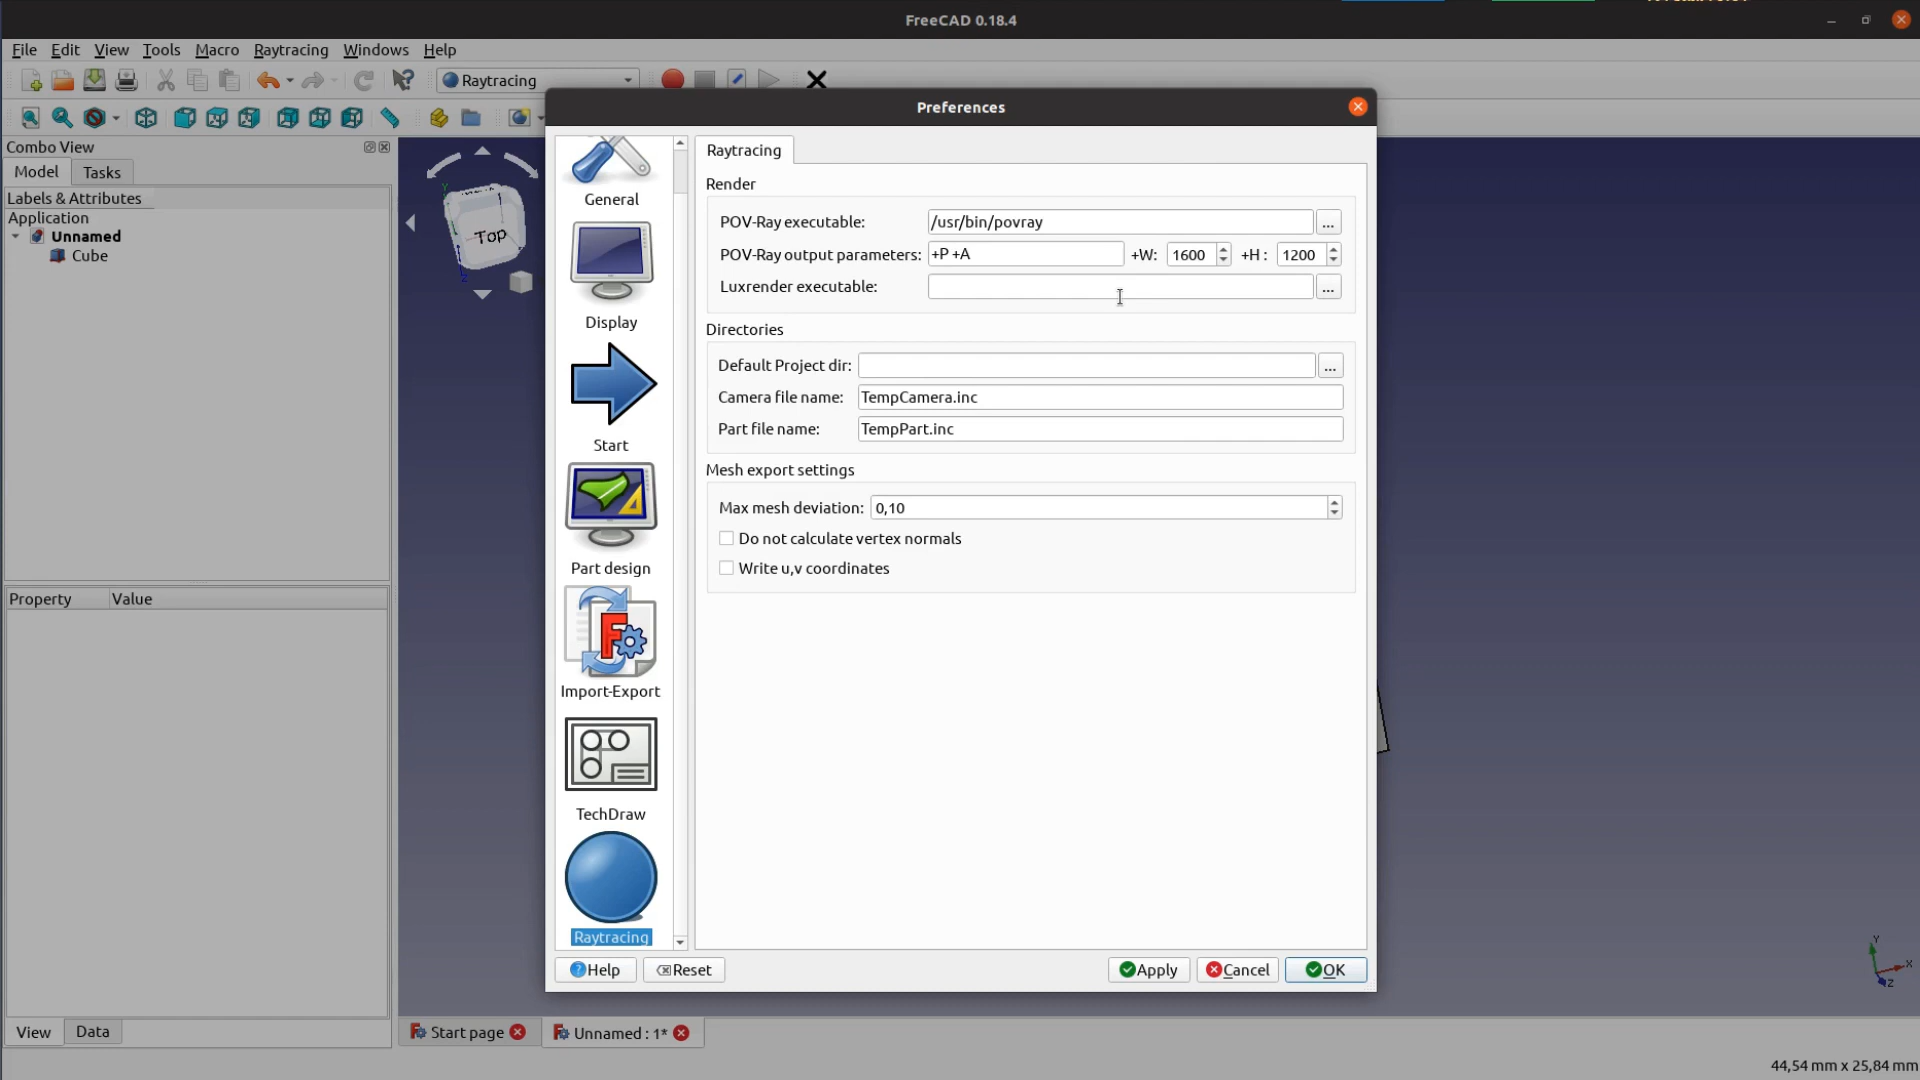 FreeCAD 0.18.4
File Edit View Tools Macro Raytracing Windows Help
Raytracing
Preferences
Combo View
Model Tasks
Labels & Attributes
Application
Unnamed
Cube
Property Value
View Data
Top
General
Display
Start
Part design
Import-Export
TechDraw
Raytracing
Raytracing
Render
POV-Ray executable: /usr/bin/povray ...
POV-Ray output parameters: +P +A +W: 1600 +H : 1200
Luxrender executable: ...
Directories
Default Project dir: ...
Camera file name: TempCamera.inc
Part file name: TempPart.inc
Mesh export settings
Max mesh deviation: 0,10
Do not calculate vertex normals
Write u,v coordinates
Help Reset Apply Cancel OK
Y
X
Z
Start page Unnamed : 1*
44,54 mm x 25,84 mm